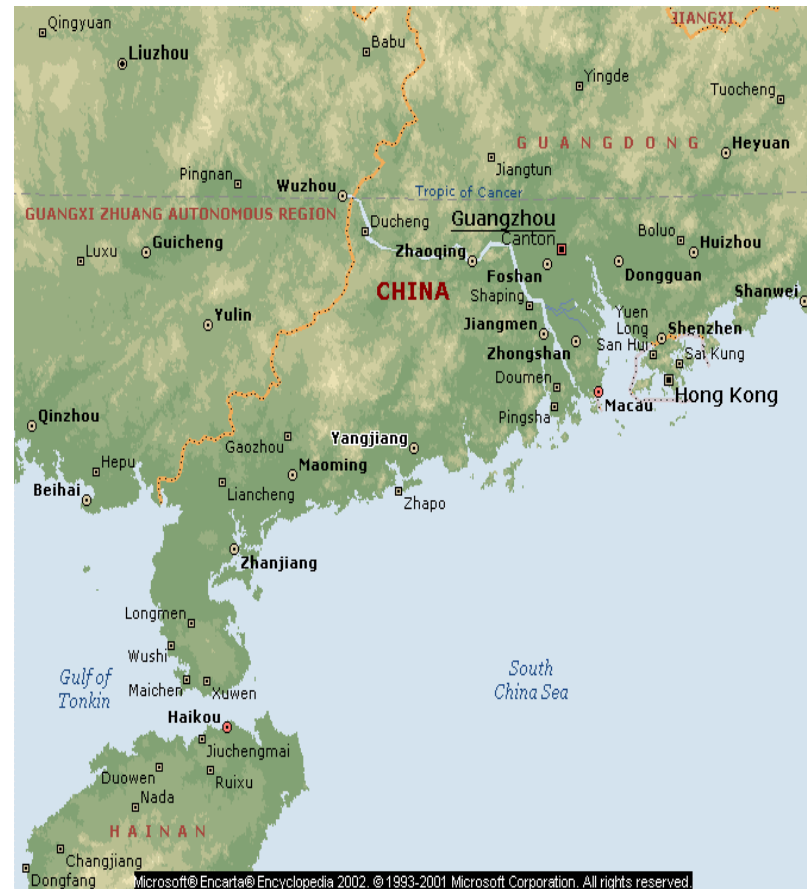 JIANGXI
Qingyuan
Babu
Liuzhou
Yingde
Tuocheng
GUANGDONG
Heyuan
Jiangtun
Pingnan
Wuzhou
Tropic of Cancer
GUANGXI ZHUANG AUTONOMOUS REGION
Ducheng
Guangzhou
Canton
Boluo
Huizhou
Guicheng
Luxu
Zhaoqing
Foshan
Dongguan
CHINA
Shaping
Shanwei
Yuen
Long
Yulin
Jiangmen
Shenzhen
San Hui
Zhongshan
Sai Kung
Doumen
Hong Kong
Macau
Pingsha
Qinzhou
Yangjiang
Gaozhou
Hepu
Maoming
Beihai
Liancheng
Zhapo
Zhanjiang
Longmen
Wushi
Gulf of
Tonkin
South
China Sea
Maichen
Xuwen
Haikou
Jiuchengmai
Duowen
Ruixu
Nada
HAINAN
Changjiang
Dongfang
Microsoft® Encarta® Encyclopedia 2002. © 1993-2001 Microsoft Corporation. All rights reserved.